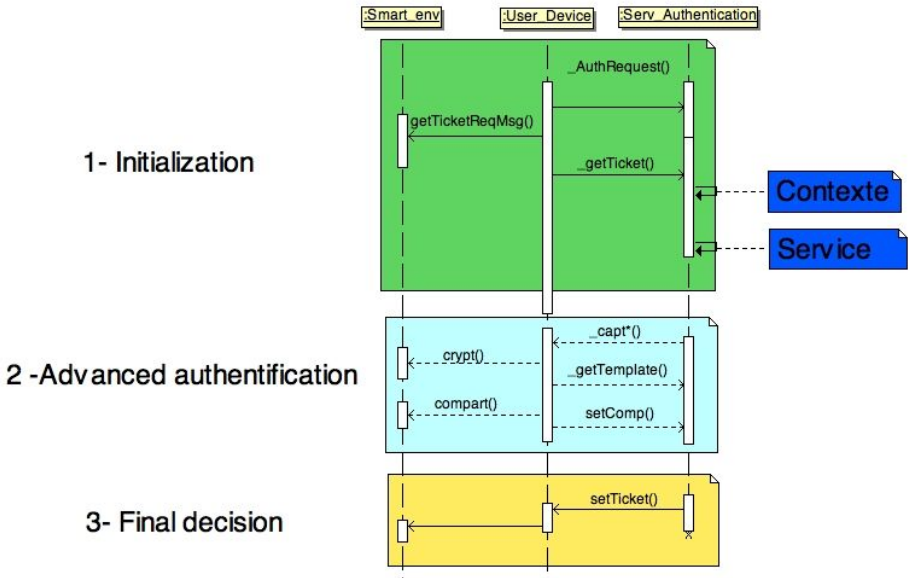 :Smart_env
:User_Device
:Serv_Authentication
_AuthRequest()
getTicketReqMsg()
1- Initialization
_getTicket()
Contexte
Service
_capt*()
crypt()
_getTemplate()
2 -Advanced authentification
compart()
setComp()
setTicket()
3- Final decision